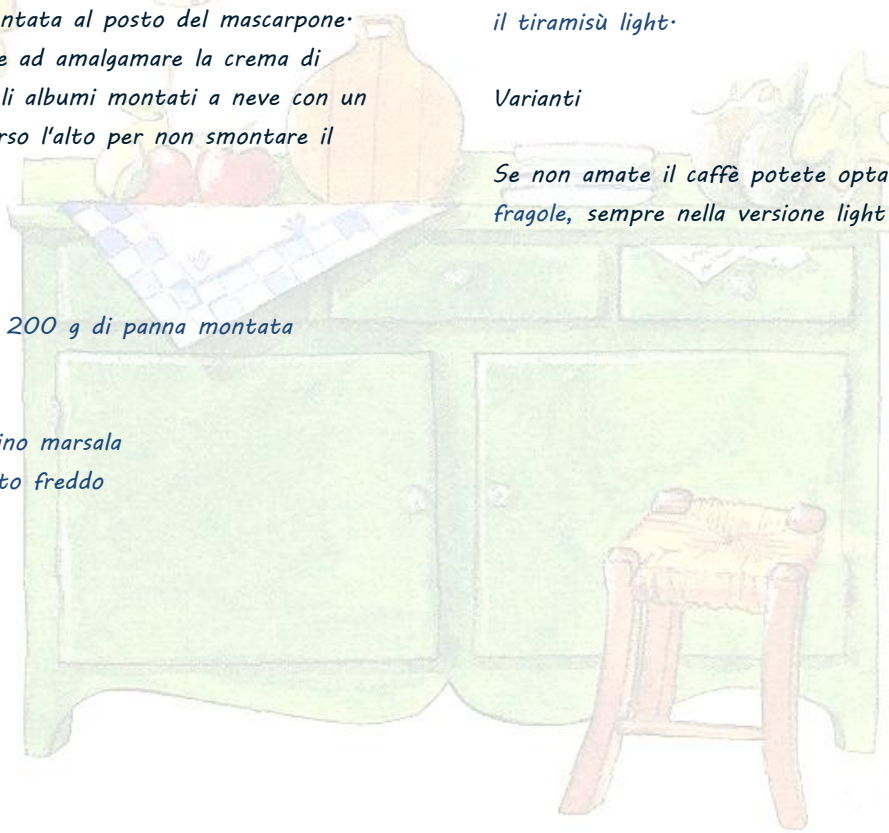 ntata al posto del mascarpone·
e ad amalgamare la crema di
li albumi montati a neve con un
rso l'alto per non smontare il
200 g di panna montata
ino marsala
to freddo
il tiramisù light·
Varianti
Se non amate il caffè potete opta
fragole, sempre nella versione light